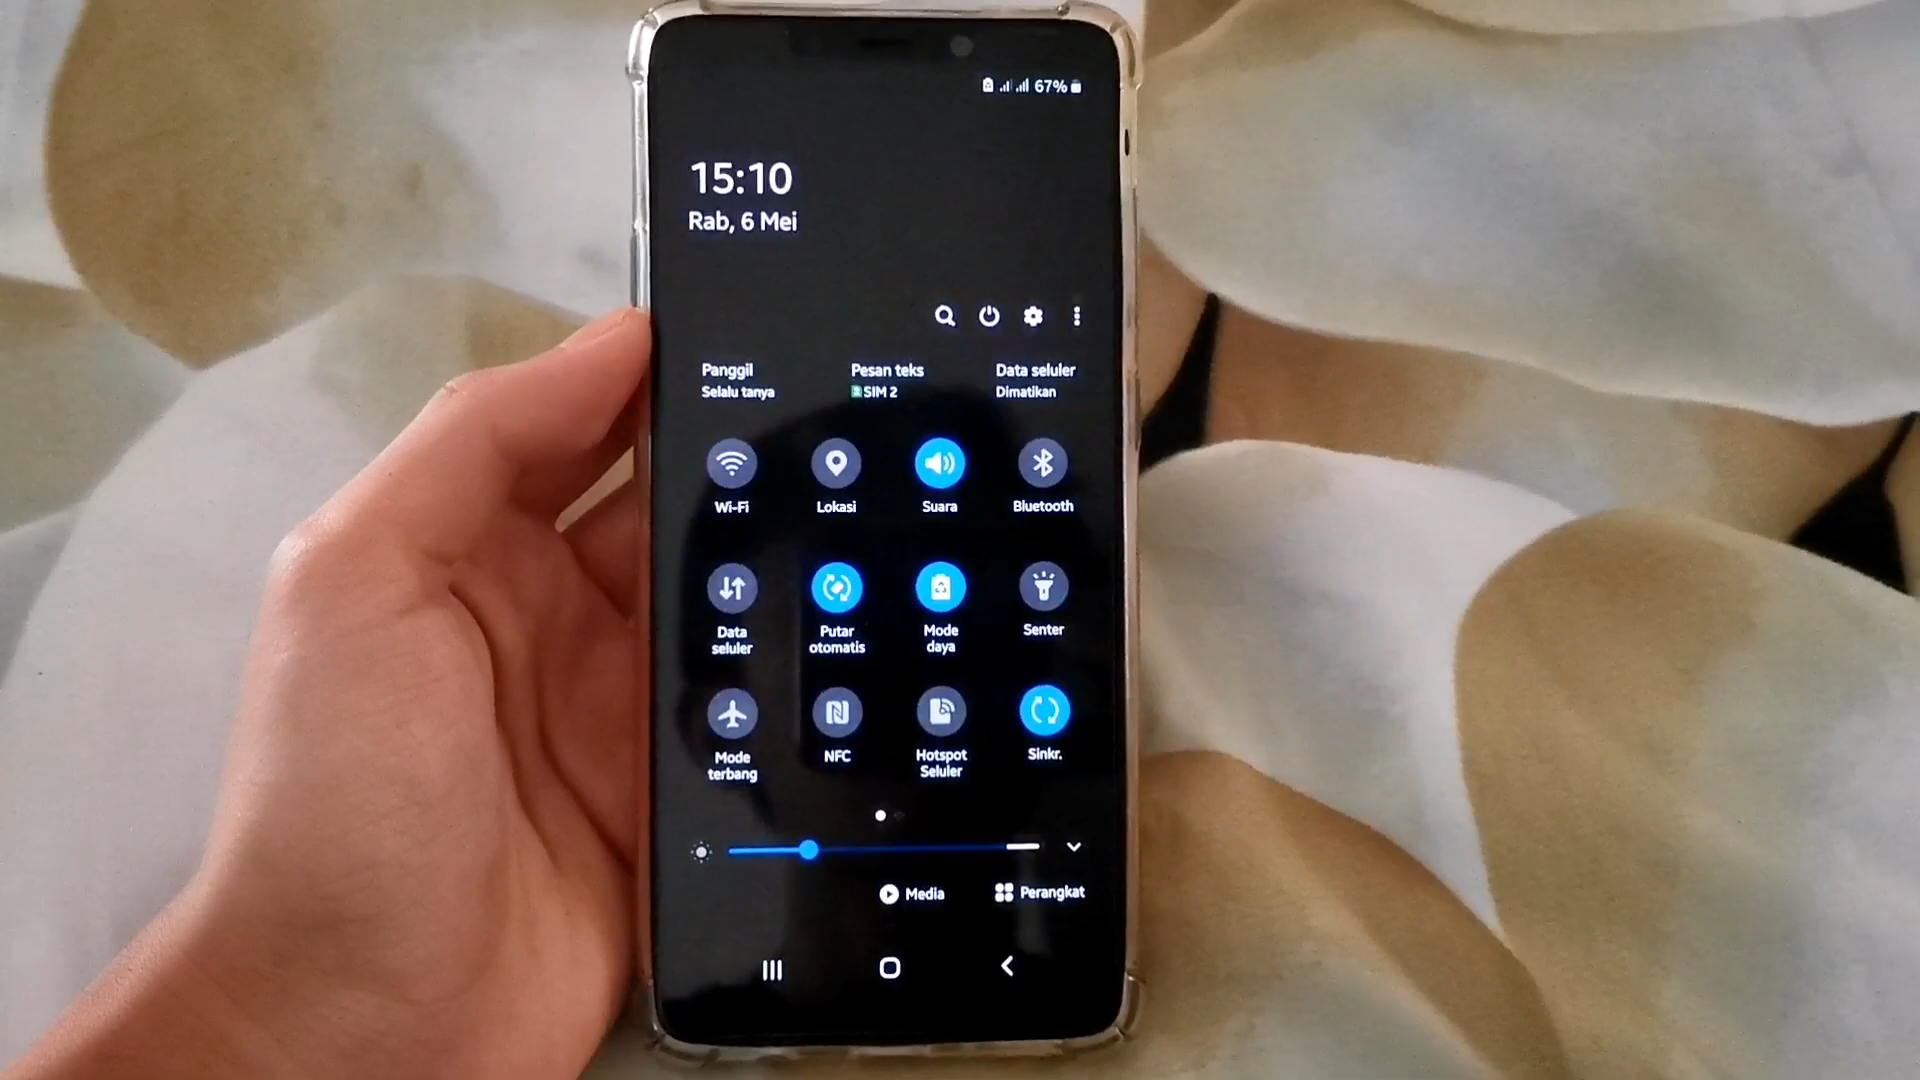 67%
15:10
Rab, 6 Mei
Panggil
Selalu tanya
Pesan teks
SIM 2
Data seluler
Dimatikan
Wi-Fi
Lokasi
Suara
Bluetooth
Data
seluler
Putar
otomatis
Mode
daya
Senter
Mode
terbang
NFC
Hotspot
Seluler
Sinkr.
Media
Perangkat